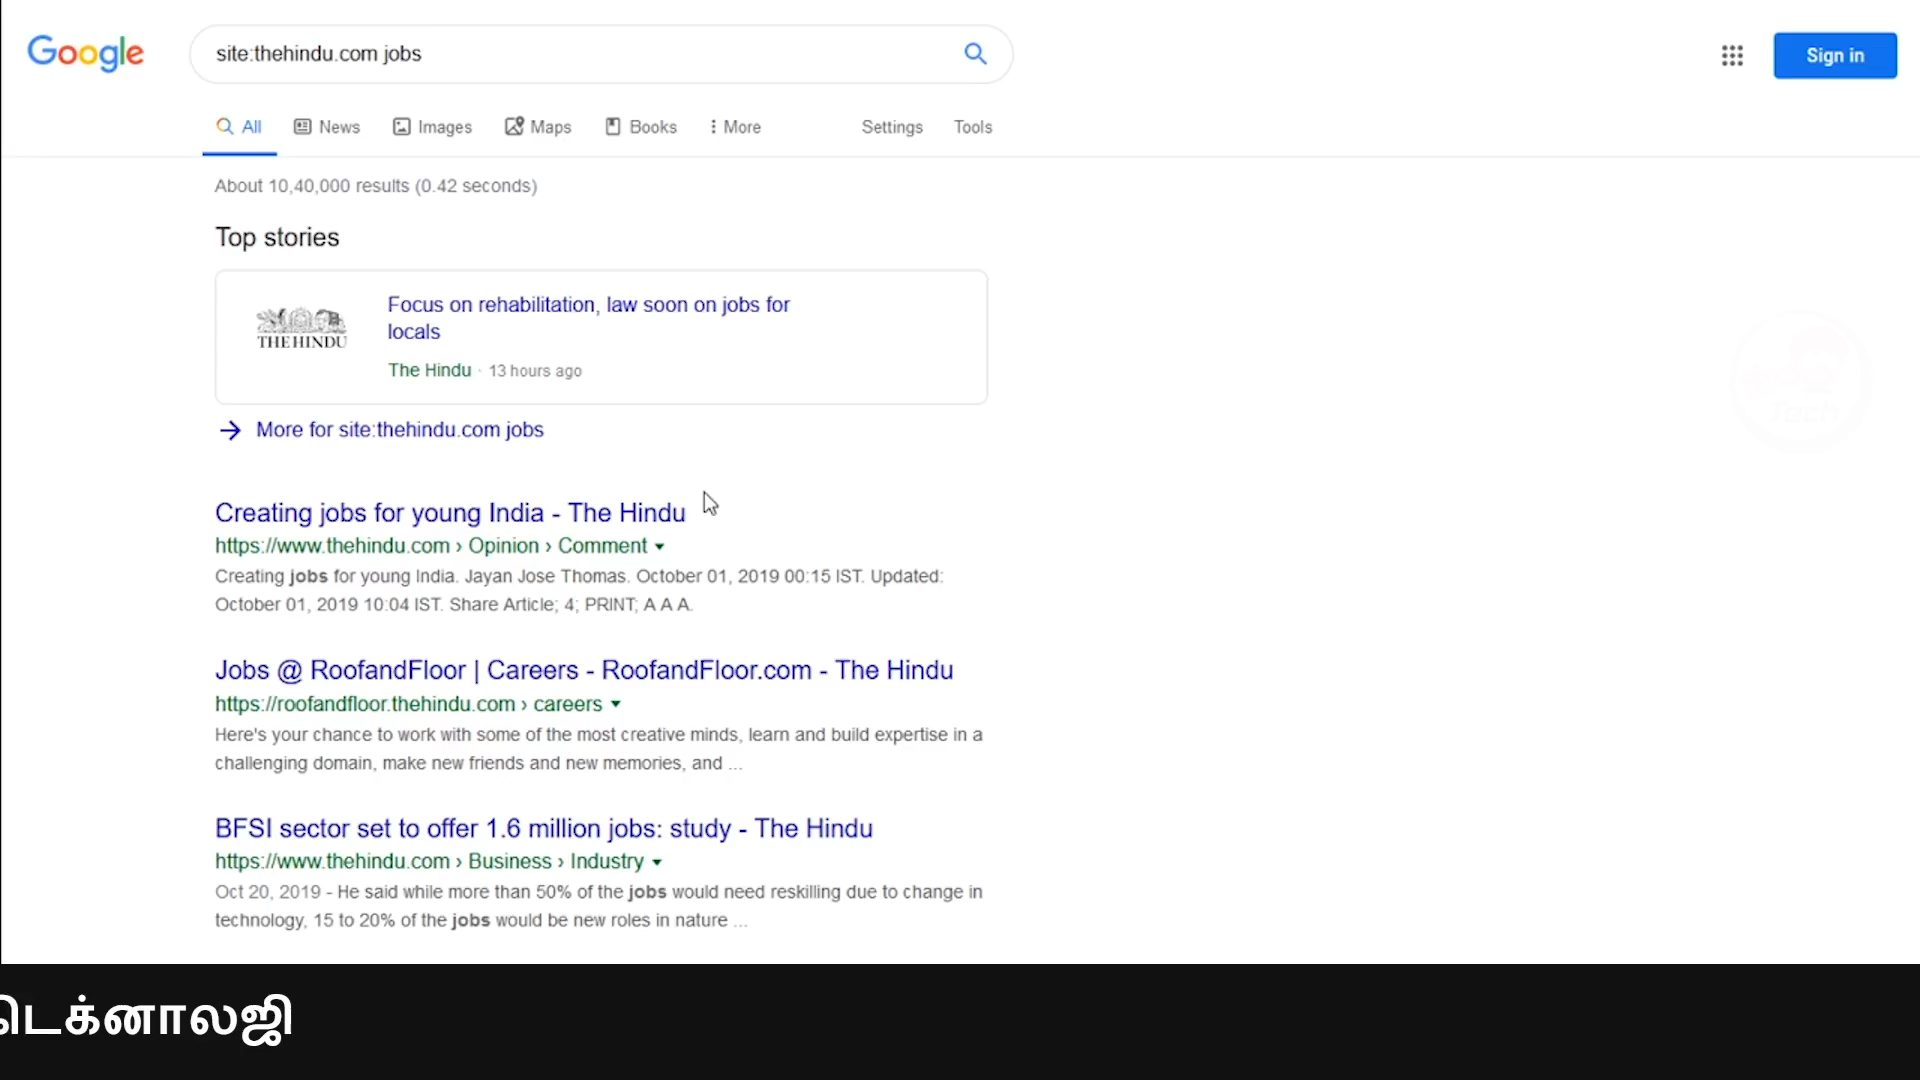 Google
site:thehindu.com jobs
Sign in
All News Images Maps Books More Settings Tools
About 10,40,000 results (0.42 seconds)
Top stories
THE HINDU
Focus on rehabilitation, law soon on jobs for
locals
The Hindu · 13 hours ago
More for site:thehindu.com jobs
Creating jobs for young India - The Hindu
https://www.thehindu.com › Opinion › Comment
Creating jobs for young India. Jayan Jose Thomas. October 01, 2019 00:15 IST. Updated:
October 01, 2019 10:04 IST. Share Article; 4; PRINT; A A A.
Jobs @ RoofandFloor | Careers - RoofandFloor.com - The Hindu
https://roofandfloor.thehindu.com › careers
Here's your chance to work with some of the most creative minds, learn and build expertise in a
challenging domain, make new friends and new memories, and ...
BFSI sector set to offer 1.6 million jobs: study - The Hindu
https://www.thehindu.com › Business › Industry
Oct 20, 2019 - He said while more than 50% of the jobs would need reskilling due to change in
technology, 15 to 20% of the jobs would be new roles in nature ...
டெக்னாலஜி